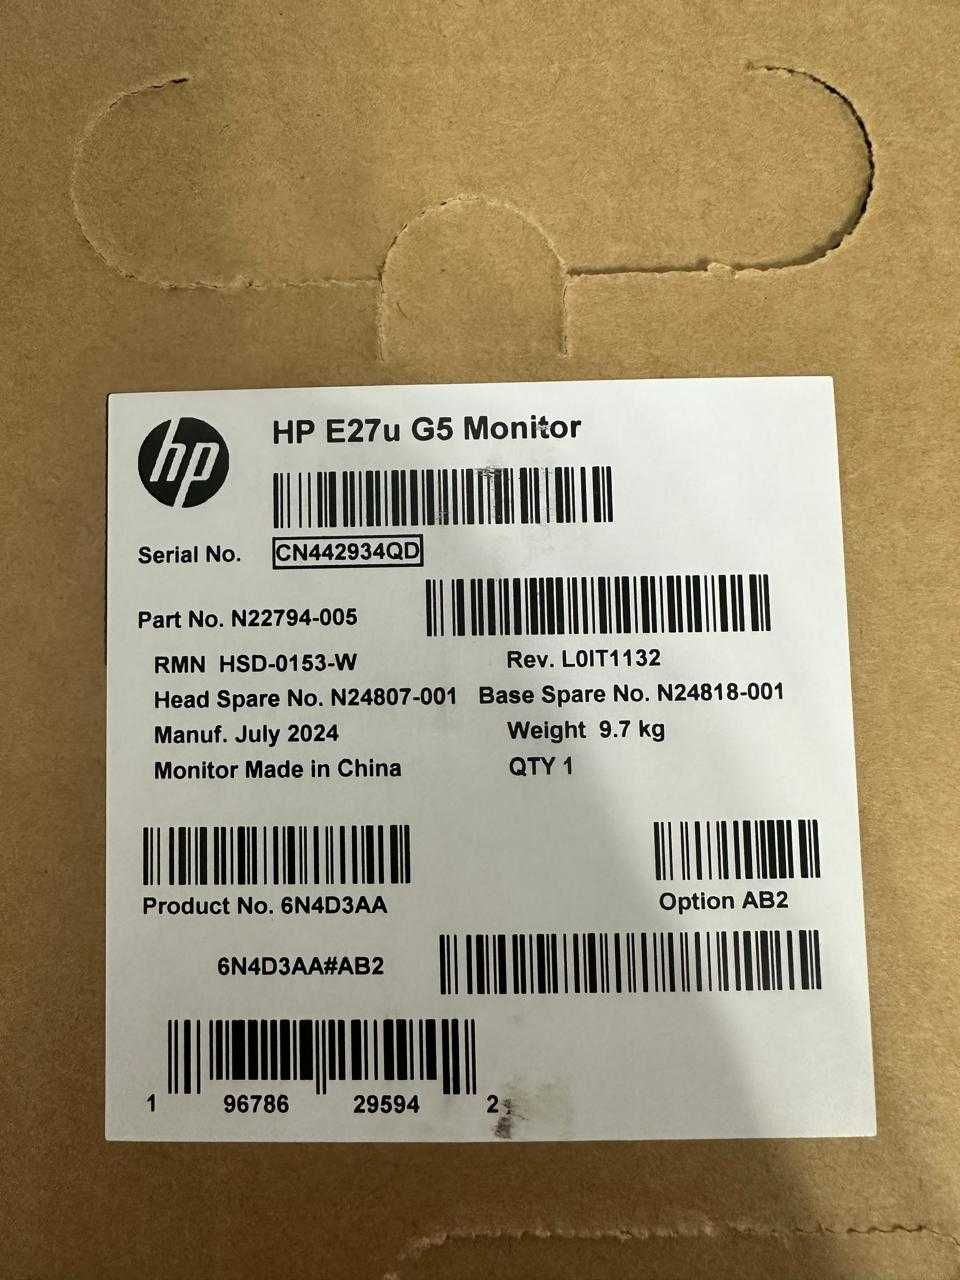 hp
HP E27u G5 Monitor
Serial No. CN442934QD
Part No. N22794-005
RMN HSD-0153-W Rev. L0IT1132
Head Spare No. N24807-001 Base Spare No. N24818-001
Manuf. July 2024 Weight 9.7 kg
Monitor Made in China QTY 1
Product No. 6N4D3AA Option AB2
6N4D3AA#AB2
1 96786 29594 2